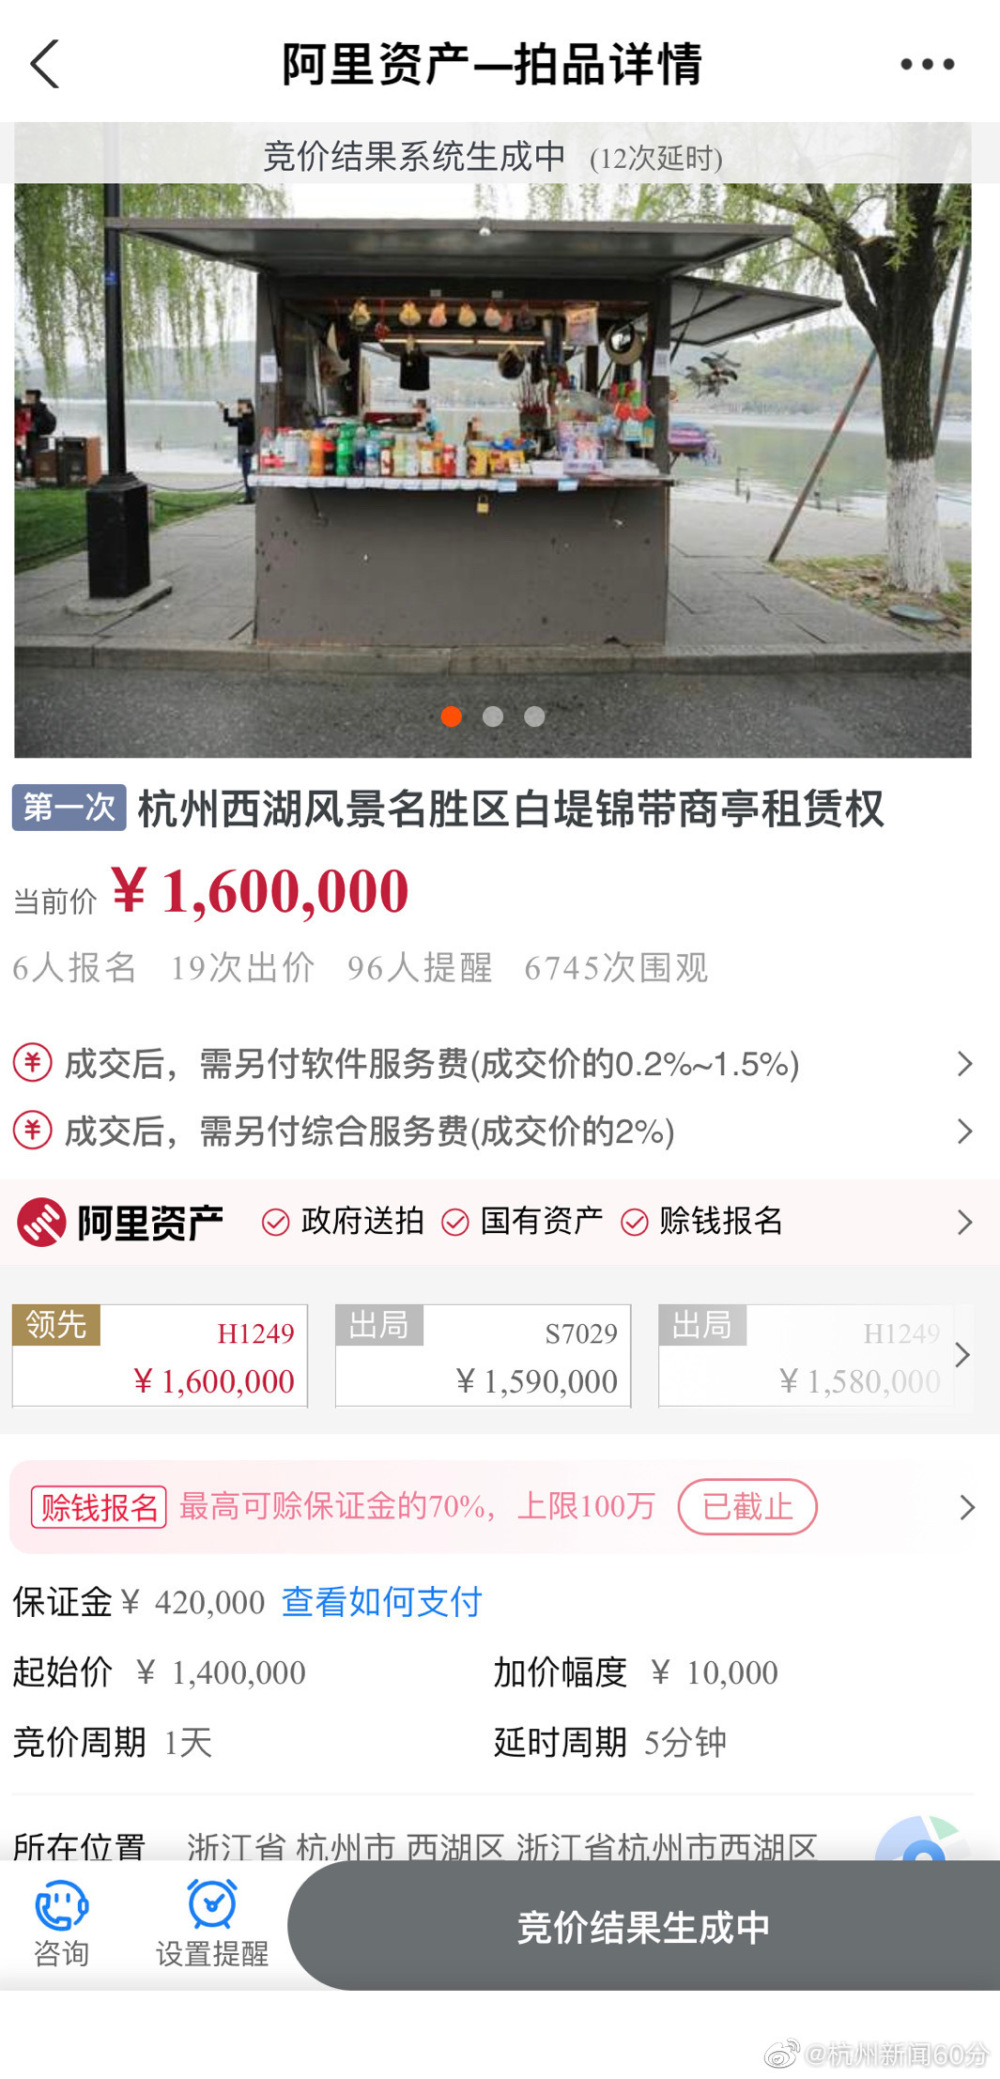 阿里资产—拍品详情
竞价结果系统生成中 (12次延时)
第一次 杭州西湖风景名胜区白堤锦带商亭租赁权
当前价 ¥ 1,600,000
6人报名 19次出价 96人提醒 6745次围观
成交后，需另付软件服务费(成交价的0.2%~1.5%)
成交后，需另付综合服务费(成交价的2%)
阿里资产 政府送拍 国有资产 赊钱报名
领先 H1249
¥ 1,600,000
出局 S7029
¥ 1,590,000
出局 H1249
¥ 1,580,000
赊钱报名 最高可赊保证金的70%，上限100万 已截止
保证金 ¥ 420,000 查看如何支付
起始价 ¥ 1,400,000 加价幅度 ¥ 10,000
竞价周期 1天 延时周期 5分钟
所在位置 浙江省 杭州市 西湖区 浙江省杭州市西湖区
咨询 设置提醒 竞价结果生成中
@杭州新闻60分